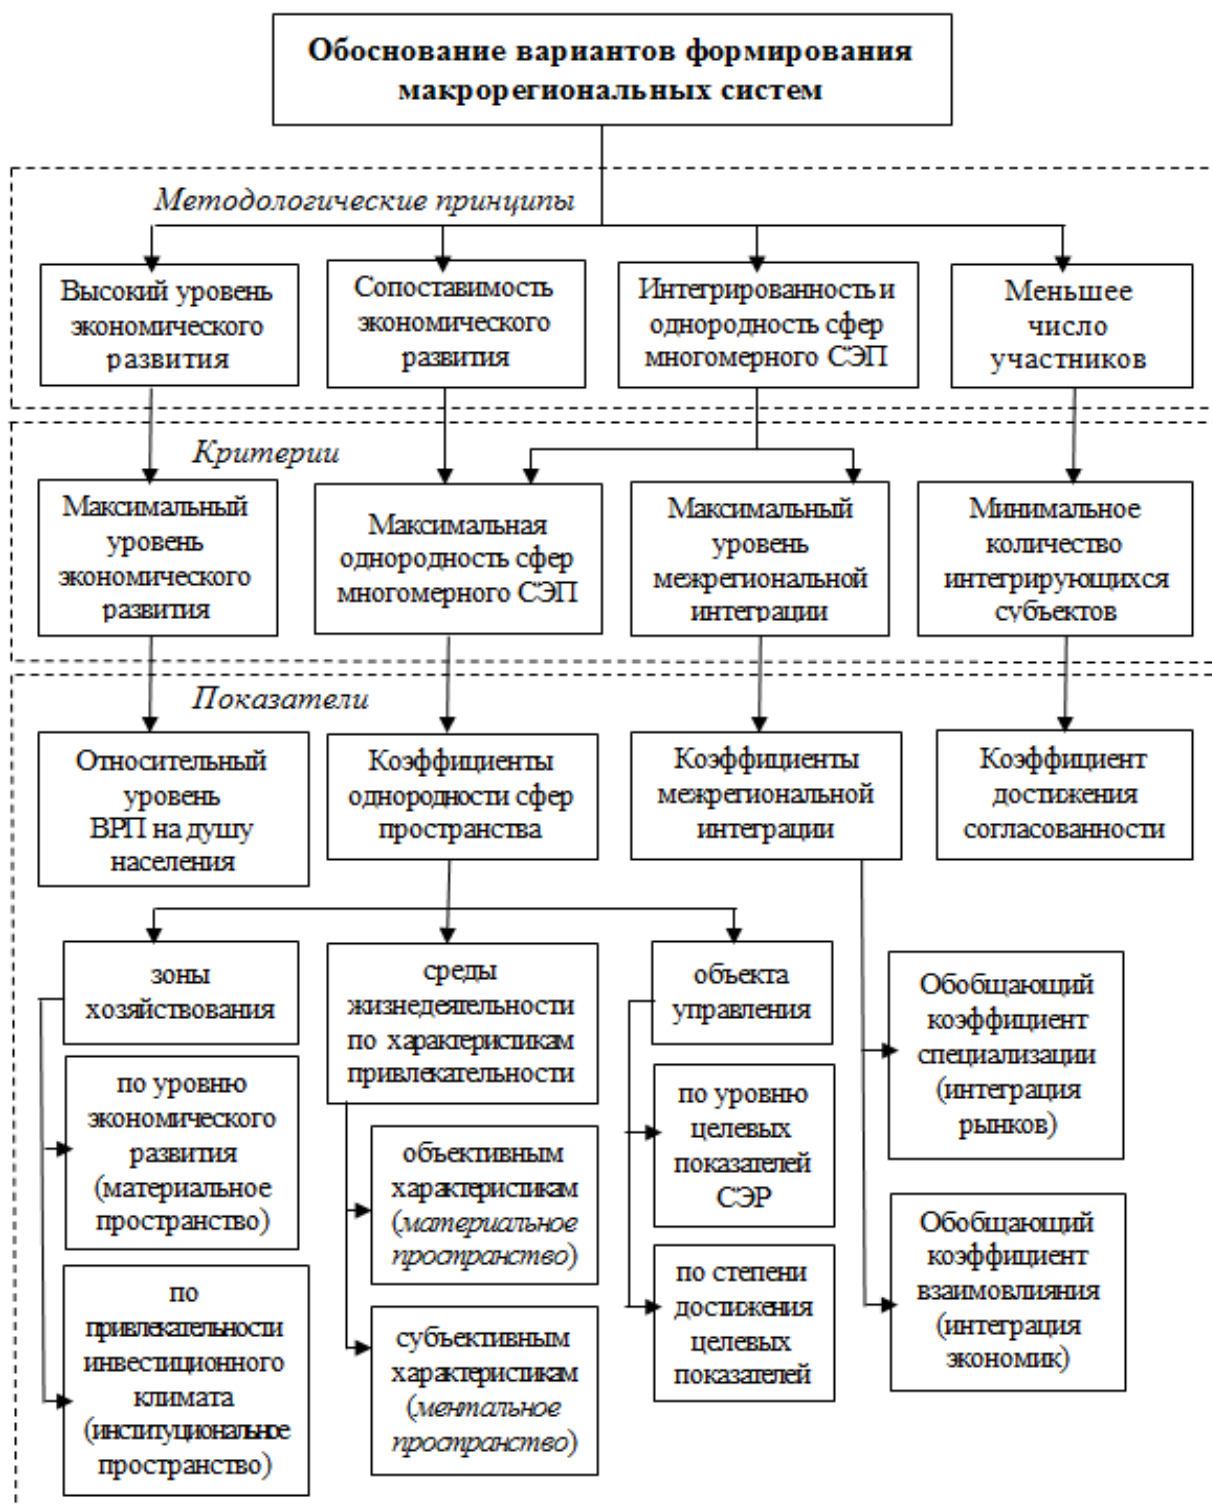 Обоснование вариантов формирования
макрорегиональных систем
Методологические принципы
Высокий уровень
экономического
развития
Сопоставимость
экономического
развития
Интегрированность и
однородность сфер
многомерного СЭП
Меньшее
число
участников
Критерии
Максимальный
уровень
экономического
развития
Максимальная
однородность сфер
многомерного СЭП
Максимальный
уровень
межрегиональной
интеграции
Минимальное
количество
интегрирующихся
субъектов
Показатели
Относительный
уровень
ВРП на душу
населения
Коэффициенты
однородности сфер
пространства
Коэффициенты
межрегиональной
интеграции
Коэффициент
достижения
согласованности
зоны
хозяйствования
по уровню
экономического
развития
(материальное
пространство)
по
привлекательности
инвестиционного
климата
(институциональное
пространство)
среды
жизнедеятельности
по характеристикам
привлекательности
объективным
характеристикам
(материальное
пространство)
субъективным
характеристикам
(ментальное
пространство)
объекта
управления
по уровню
целевых
показателей
СЭР
по степени
достижения
целевых
показателей
Обобщающий
коэффициент
специализации
(интеграция
рынков)
Обобщающий
коэффициент
взаимовлияния
(интеграция
экономик)